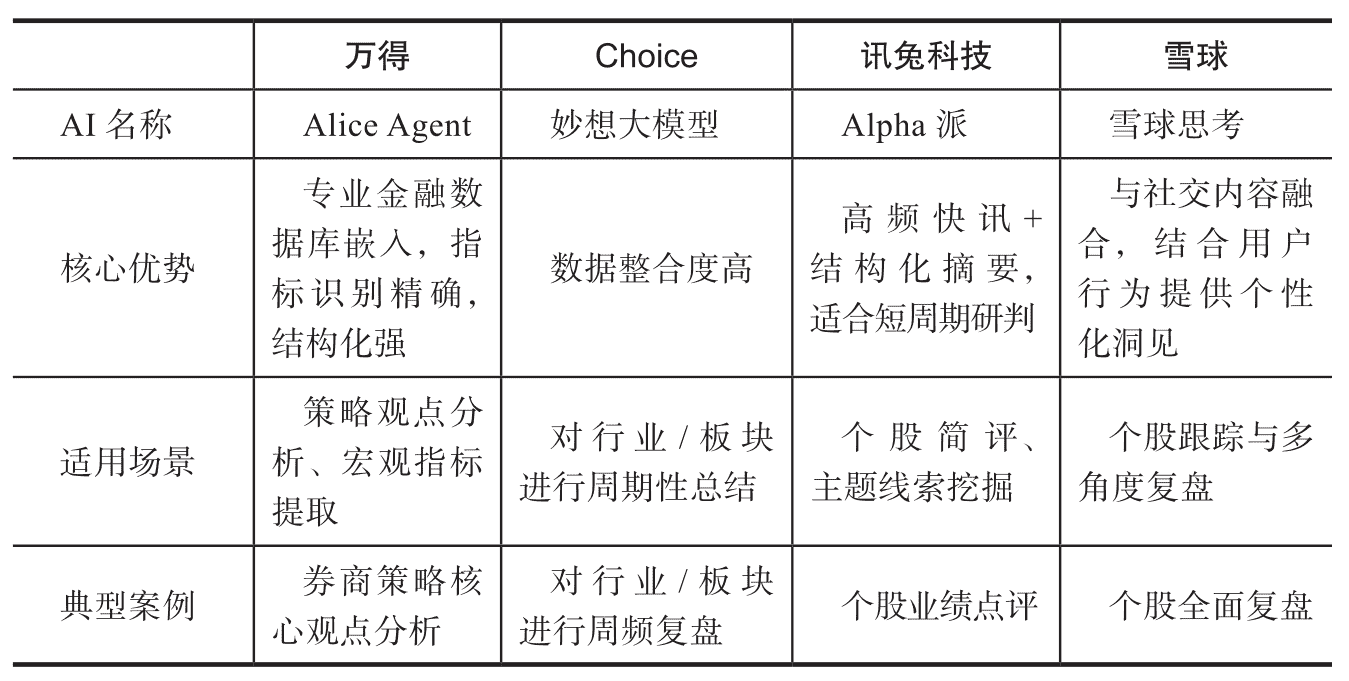 万得 Choice 讯兔科技 雪球
AI 名称 Alice Agent 妙想大模型 Alpha 派 雪球思考
核心优势
专业金融数
据库嵌入，指
标识别精确，
结构化强
数据整合度高
高频快讯+
结构化摘要，
适合短周期研判
与社交内容融
合，结合用户
行为提供个性
化洞见
适用场景
策略观点分
析、宏观指标
提取
对行业/板块
进行周期性总结
个股简评、
主题线索挖掘
个股跟踪与多
角度复盘
典型案例
券商策略核
心观点分析
对行业/板块
进行周频复盘
个股业绩点评
个股全面复盘